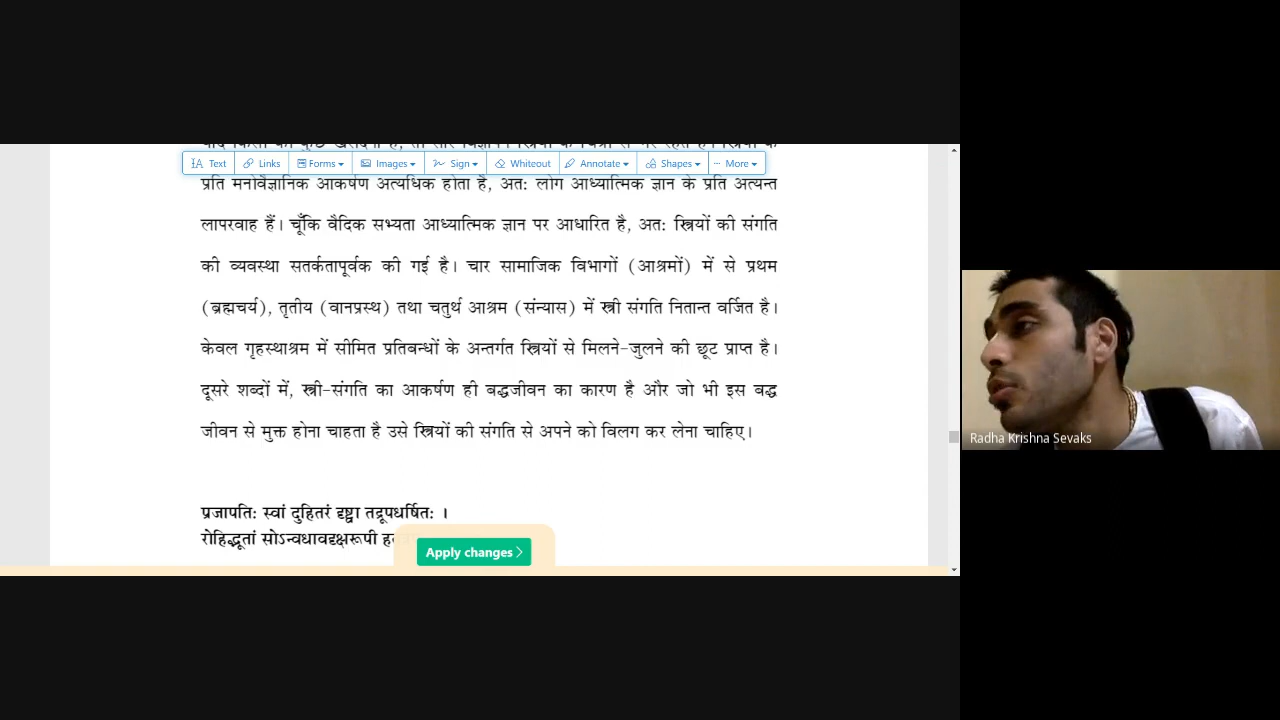 Text Links Forms Images Sign Whiteout Annotate Shapes More
प्रति मनोवैज्ञानिक आकर्षण अत्यधिक होता है, अत: लोग आध्यात्मिक ज्ञान के प्रति अत्यन्त
लापरवाह हैं। चूँकि वैदिक सभ्यता आध्यात्मिक ज्ञान पर आधारित है, अत: स्त्रियों की संगति
की व्यवस्था सतर्कतापूर्वक की गई है। चार सामाजिक विभागों (आश्रमों) में से प्रथम
(ब्रह्मचर्य), तृतीय (वानप्रस्थ) तथा चतुर्थ आश्रम (संन्यास) में स्त्री संगति नितान्त वर्जित है।
केवल गृहस्थाश्रम में सीमित प्रतिबन्धों के अन्तर्गत स्त्रियों से मिलने-जुलने की छूट प्राप्त है।
दूसरे शब्दों में, स्त्री-संगति का आकर्षण ही बद्धजीवन का कारण है और जो भी इस बद्ध
जीवन से मुक्त होना चाहता है उसे स्त्रियों की संगति से अपने को विलग कर लेना चाहिए।
Radha Krishna Sevaks
प्रजापति: स्वां दुहितरं दृष्ट्वा तद्रूपधर्षित: ।
रोहिद्भूतां सोऽन्वधावदृक्षरूपी
Apply changes